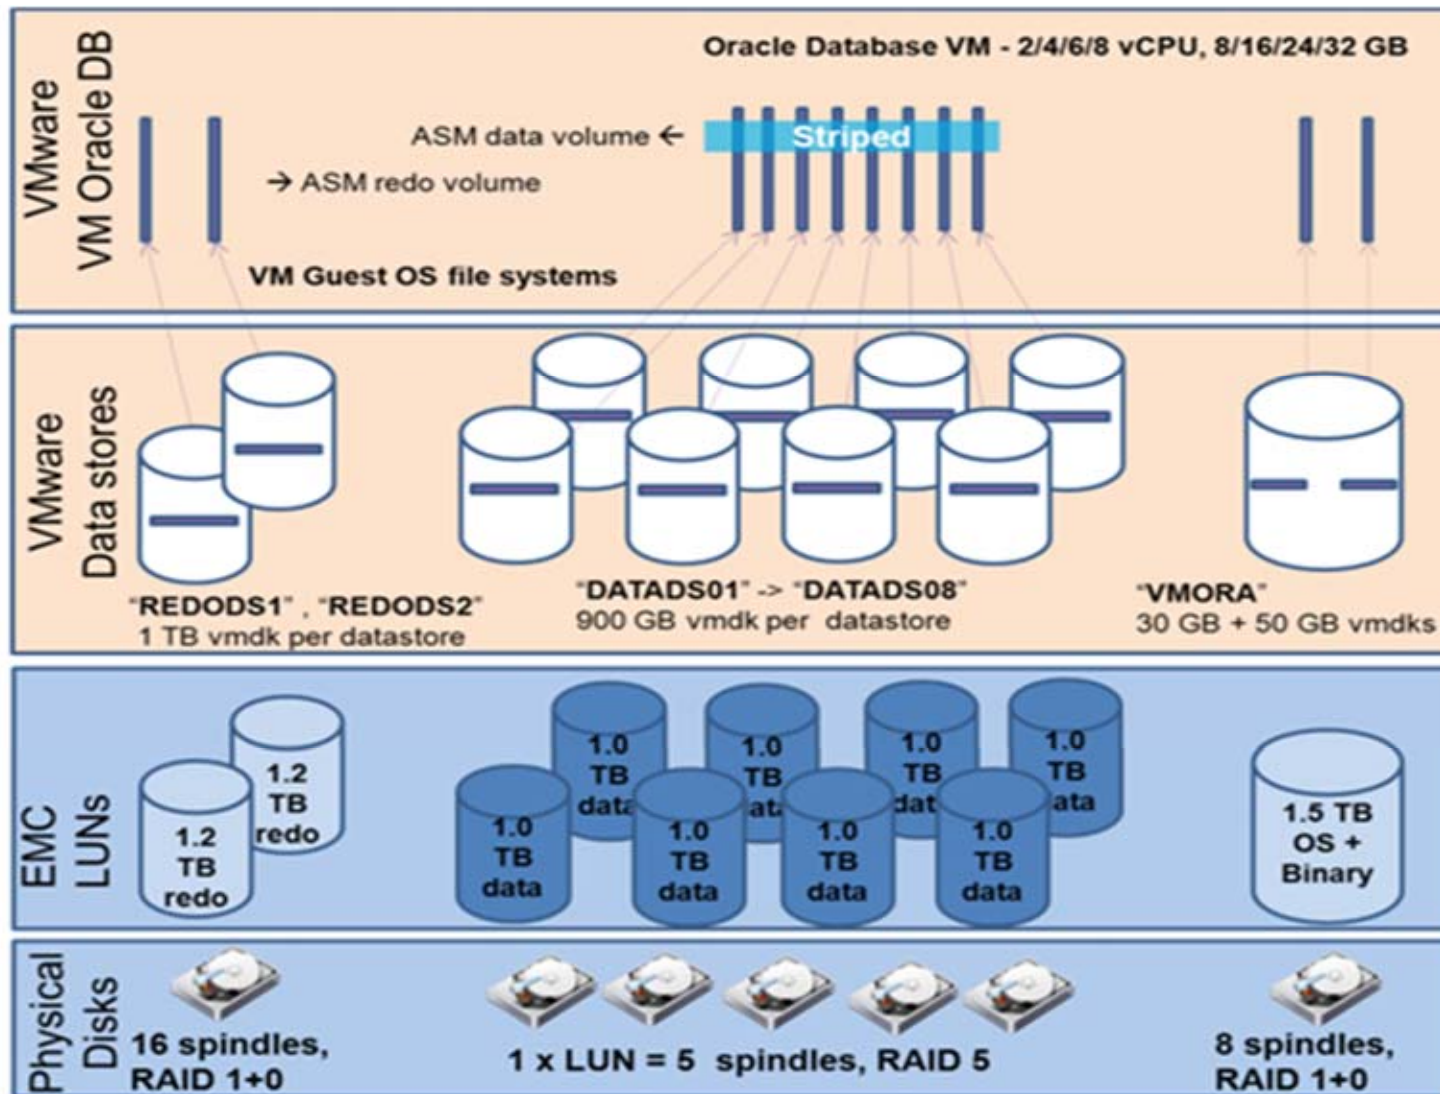 VMware
VM Oracle DB
Oracle Database VM - 2/4/6/8 vCPU, 8/16/24/32 GB
ASM data volume ←
Striped
→ ASM redo volume
VM Guest OS file systems
VMware
Data stores
"REDODS1" , "REDODS2"
1 TB vmdk per datastore
"DATADS01" -> "DATADS08"
900 GB vmdk per datastore
"VMORA"
30 GB + 50 GB vmdks
EMC
LUNs
1.2
TB
redo
1.2
TB
redo
1.0
TB
data
1.0
TB
data
1.0
TB
data
1.0
TB
data
1.0
TB
data
1.0
TB
data
1.0
TB
data
1.0
TB
data
1.5 TB
OS +
Binary
Physical
Disks
16 spindles,
RAID 1+0
1 x LUN = 5 spindles, RAID 5
8 spindles,
RAID 1+0